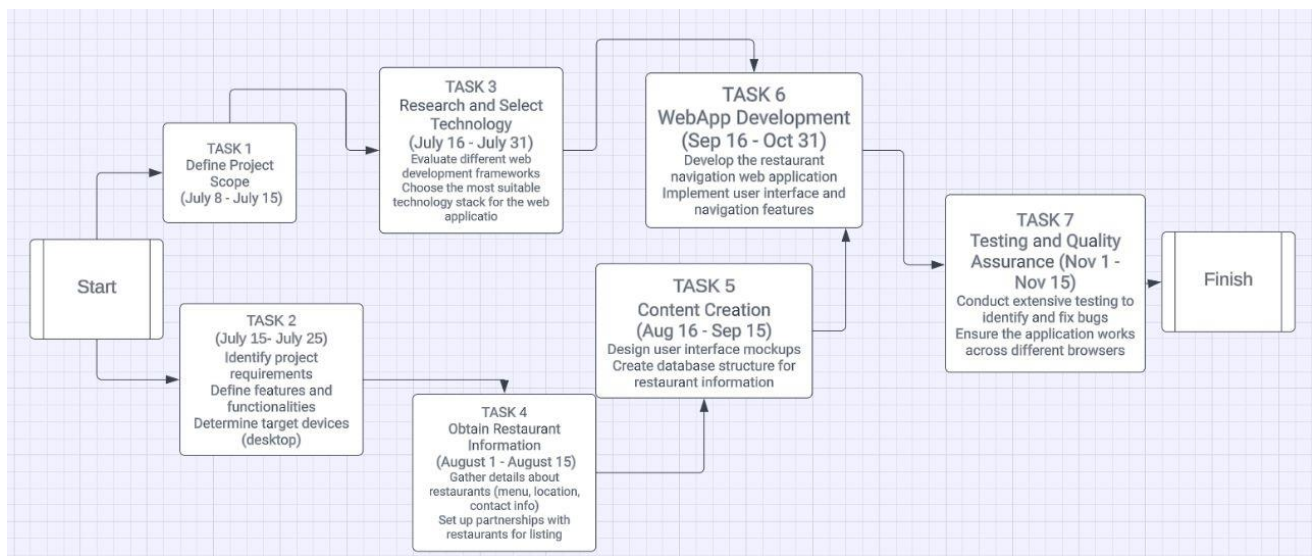 Start
TASK 1
Define Project
Scope
(July 8 - July 15)
TASK 2
(July 15- July 25)
Identify project
requirements
Define features and
functionalities
Determine target devices
(desktop)
TASK 3
Research and Select
Technology
(July 16 - July 31)
Evaluate different web
development frameworks
Choose the most suitable
technology stack for the web
applicatio
TASK 4
Obtain Restaurant
Information
(August 1 - August 15)
Gather details about
restaurants (menu, location,
contact info)
Set up partnerships with
restaurants for listing
TASK 5
Content Creation
(Aug 16 - Sep 15)
Design user interface mockups
Create database structure for
restaurant information
TASK 6
WebApp Development
(Sep 16 - Oct 31)
Develop the restaurant
navigation web application
Implement user interface and
navigation features
TASK 7
Testing and Quality
Assurance (Nov 1 -
Nov 15)
Conduct extensive testing to
identify and fix bugs
Ensure the application works
across different browsers
Finish